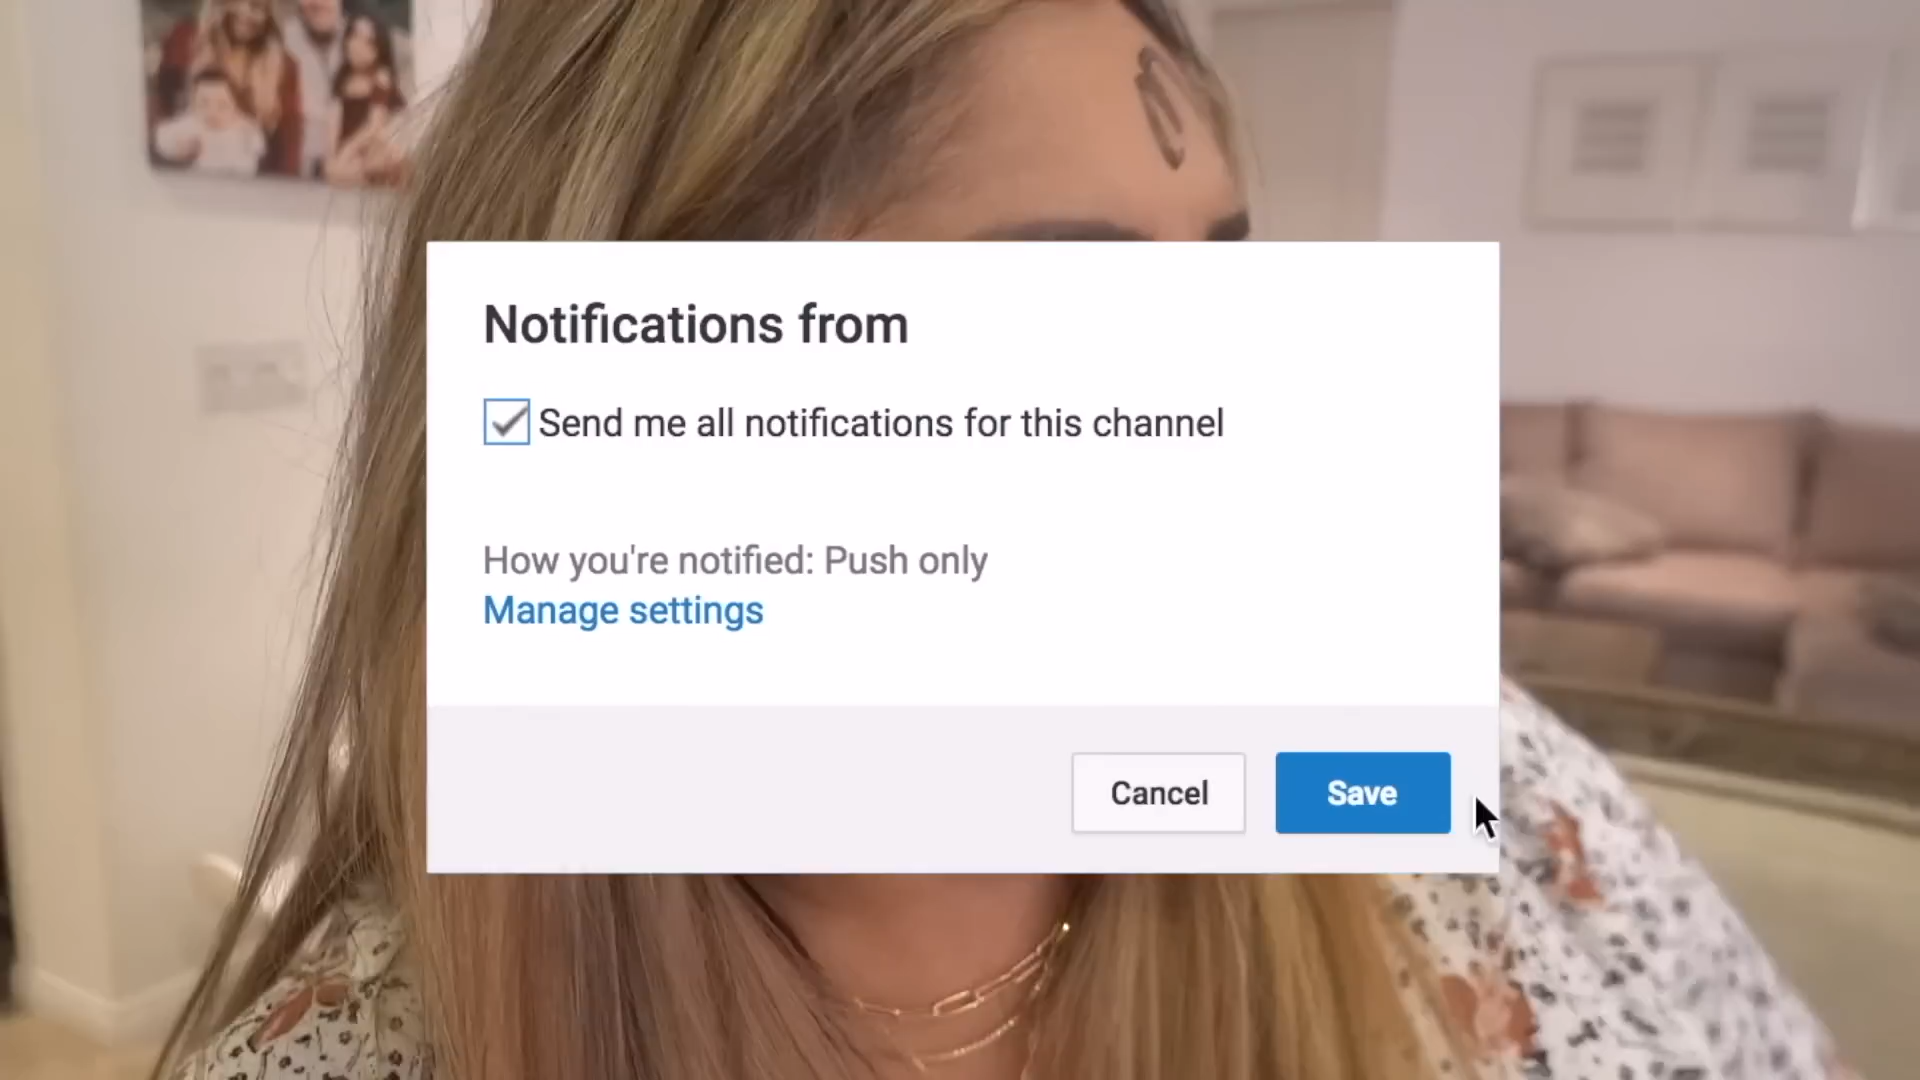 Notifications from
Send me all notifications for this channel
How you're notified: Push only
Manage settings
Cancel
Save